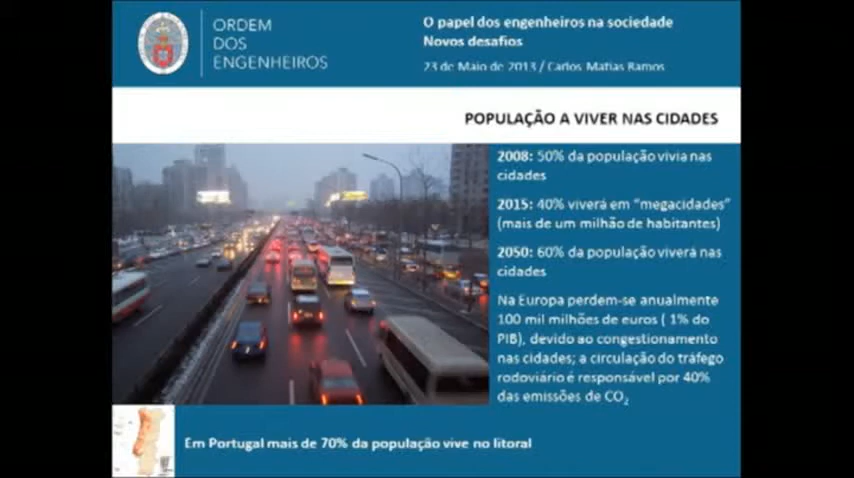 ORDEM
DOS
ENGENHEIROS
O papel dos engenheiros na sociedade
Novos desafios
23 de Maio de 2013 / Carlos Matias Ramos
POPULAÇÃO A VIVER NAS CIDADES
2008: 50% da população vivia nas
cidades
2015: 40% viverá em “megacidades”
(mais de um milhão de habitantes)
2050: 60% da população viverá nas
cidades
Na Europa perdem-se anualmente
100 mil milhões de euros ( 1% do
PIB), devido ao congestionamento
nas cidades; a circulação do tráfego
rodoviário é responsável por 40%
das emissões de CO₂
Em Portugal mais de 70% da população vive no litoral